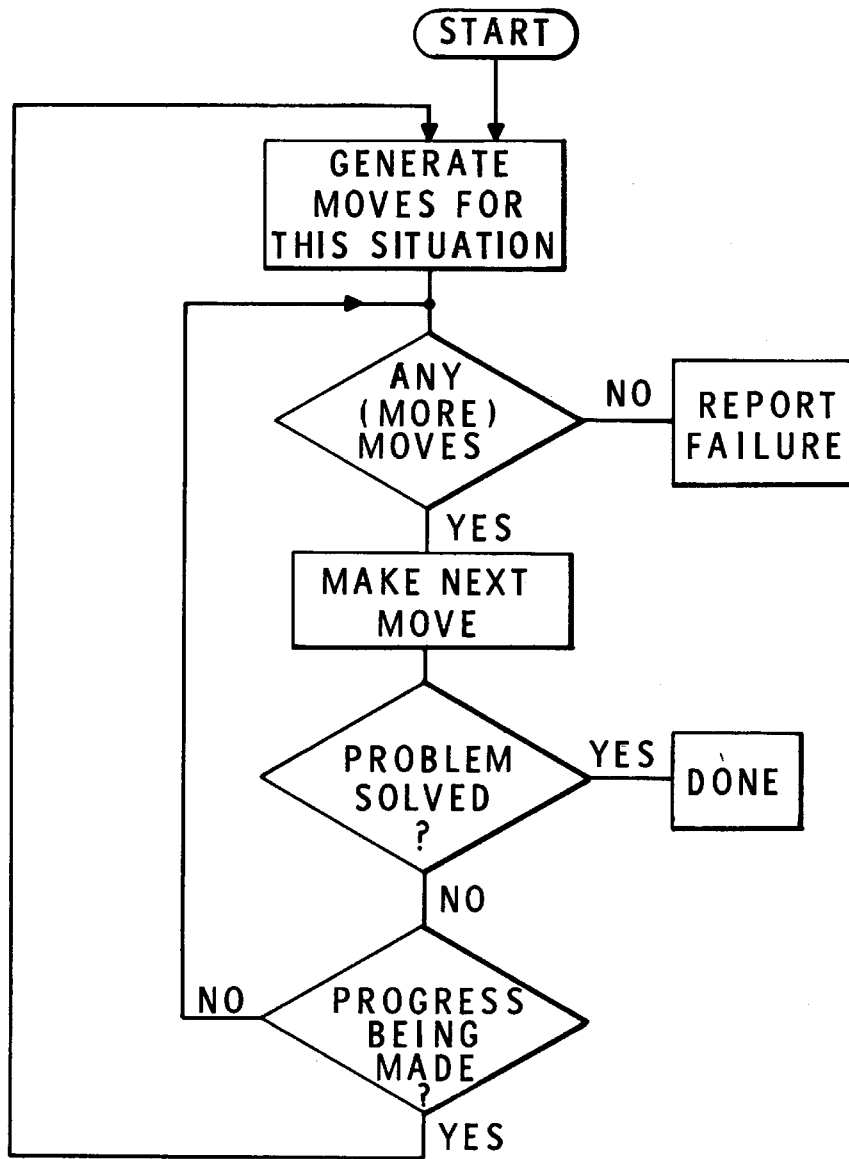 START
GENERATE
MOVES FOR
THIS SITUATION
ANY
(MORE)
MOVES
NO
REPORT
FAILURE
YES
MAKE NEXT
MOVE
PROBLEM
SOLVED
?
YES
DONE
NO
NO
PROGRESS
BEING
MADE
?
YES